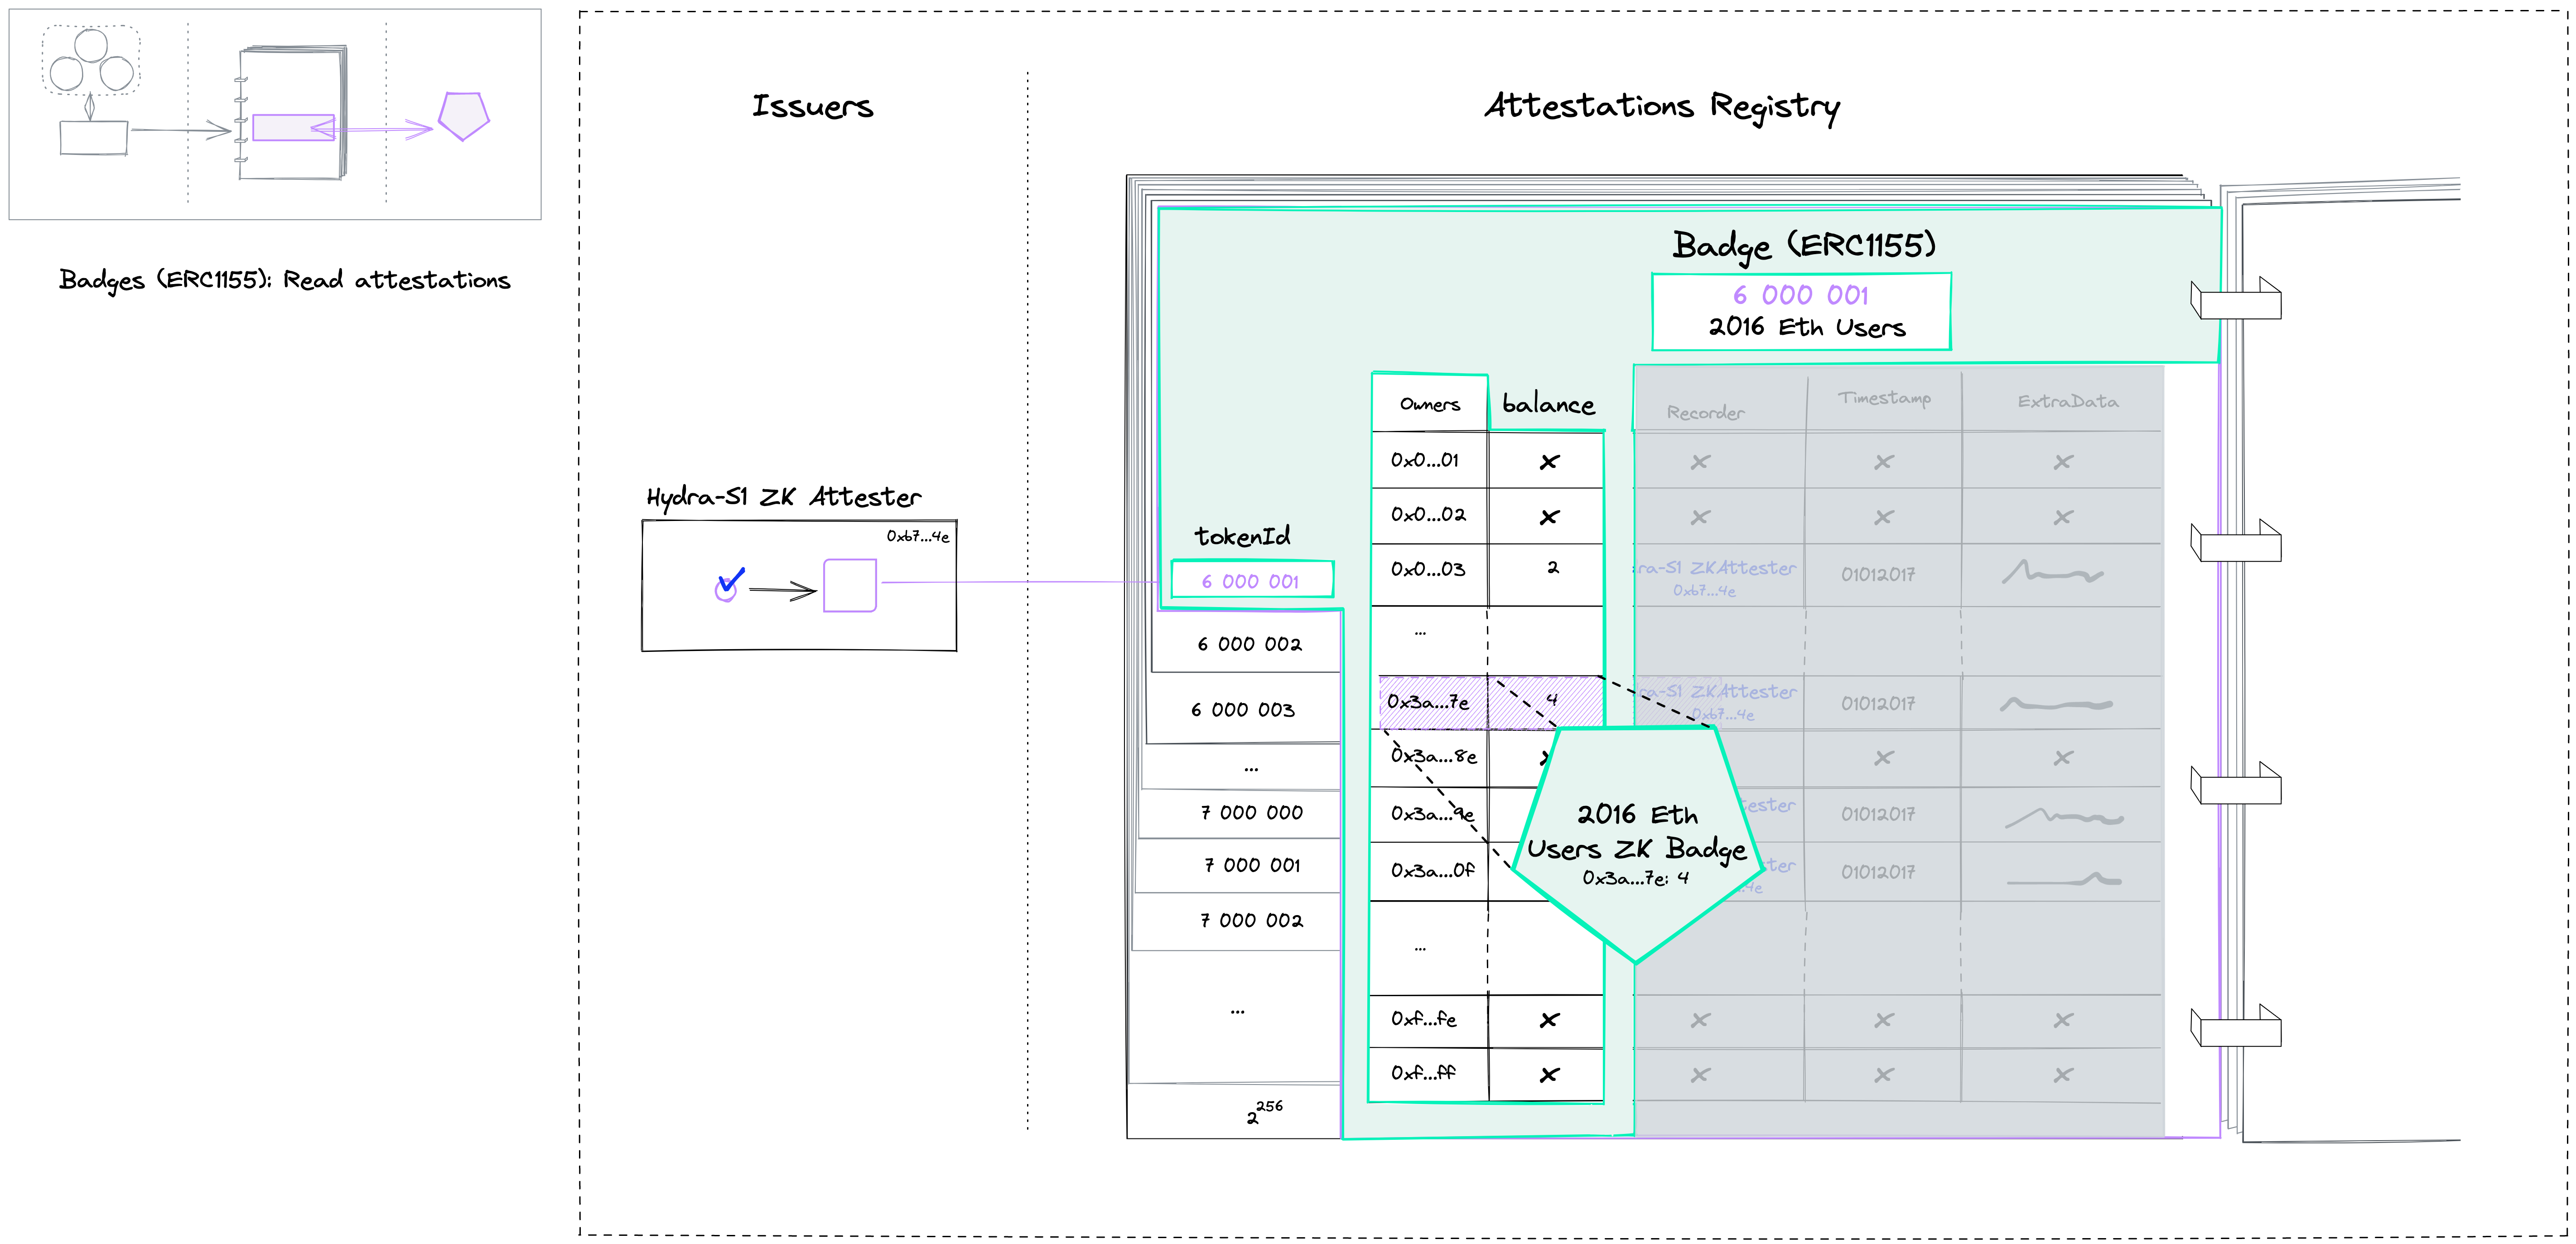 Badges (ERC1155): Read attestations
Issuers
Attestations Registry
Badge (ERC1155)
6 000 001
2016 Eth Users
Owners balance Recorder Timestamp ExtraData
0x0...01
0x0...02
Hydra-S1 ZK Attester
0xb7...4e
tokenId
6 000 001
0x0...03 2 ra-S1 ZKAttester 01012017
0xb7...4e
...
6 000 002
6 000 003
0x3a...7e 4 ra-S1 ZKAttester 01012017
0xb7...4e
0x3a...8e
...
7 000 000
0x3a...9e ester 01012017
7 000 001
0x3a...0f ster 01012017
.4e
2016 Eth
Users ZK Badge
0x3a...7e: 4
7 000 002
...
...
0xf...fe
0xf...ff
2^256